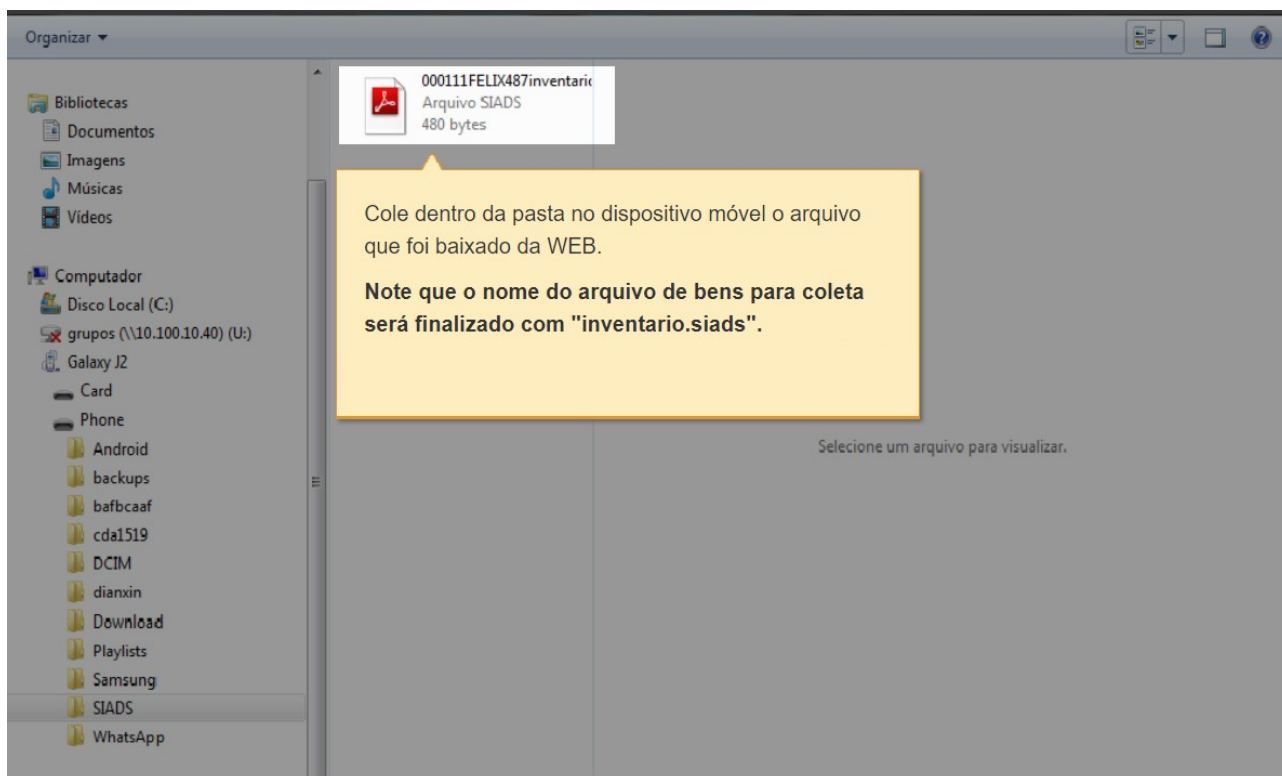 Organizar
Bibliotecas
Documentos
Imagens
Músicas
Vídeos
Computador
Disco Local (C:)
grupos (\\10.100.10.40) (U:)
Galaxy J2
Card
Phone
Android
backups
bafbcaaf
cda1519
DCIM
dianxin
Download
Playlists
Samsung
SIADS
WhatsApp
000111FELIX487inventario
Arquivo SIADS
480 bytes
Cole dentro da pasta no dispositivo móvel o arquivo
que foi baixado da WEB.
Note que o nome do arquivo de bens para coleta
será finalizado com "inventario.siads".
Selecione um arquivo para visualizar.